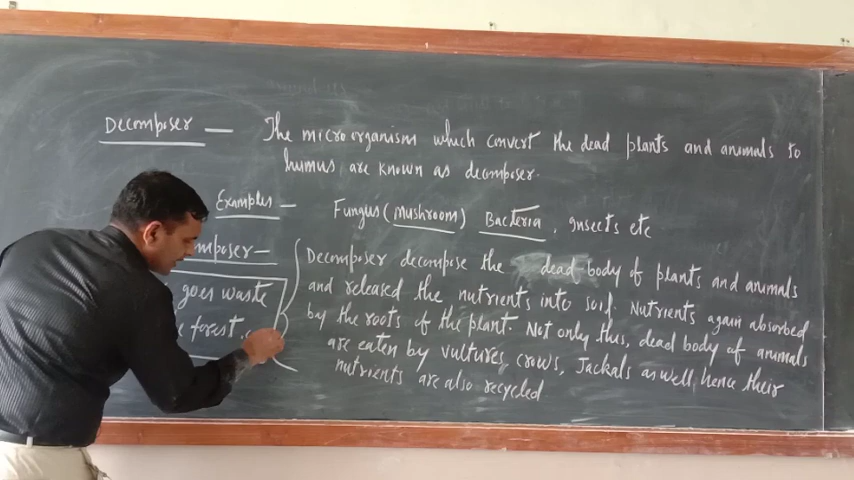 Decomposer — The microorganism which convert the dead plants and animals to
humus are known as decomposer.
Examples — Fungus (Mushroom) Bacteria, Insects etc
mposer —
goes waste
forest.
Decomposer decompose the dead body of plants and animals
and released the nutrients into soil. Nutrients again absorbed
by the roots of the plant. Not only this, dead body of animals
are eaten by vultures, crows, Jackals as well, hence their
nutrients are also recycled